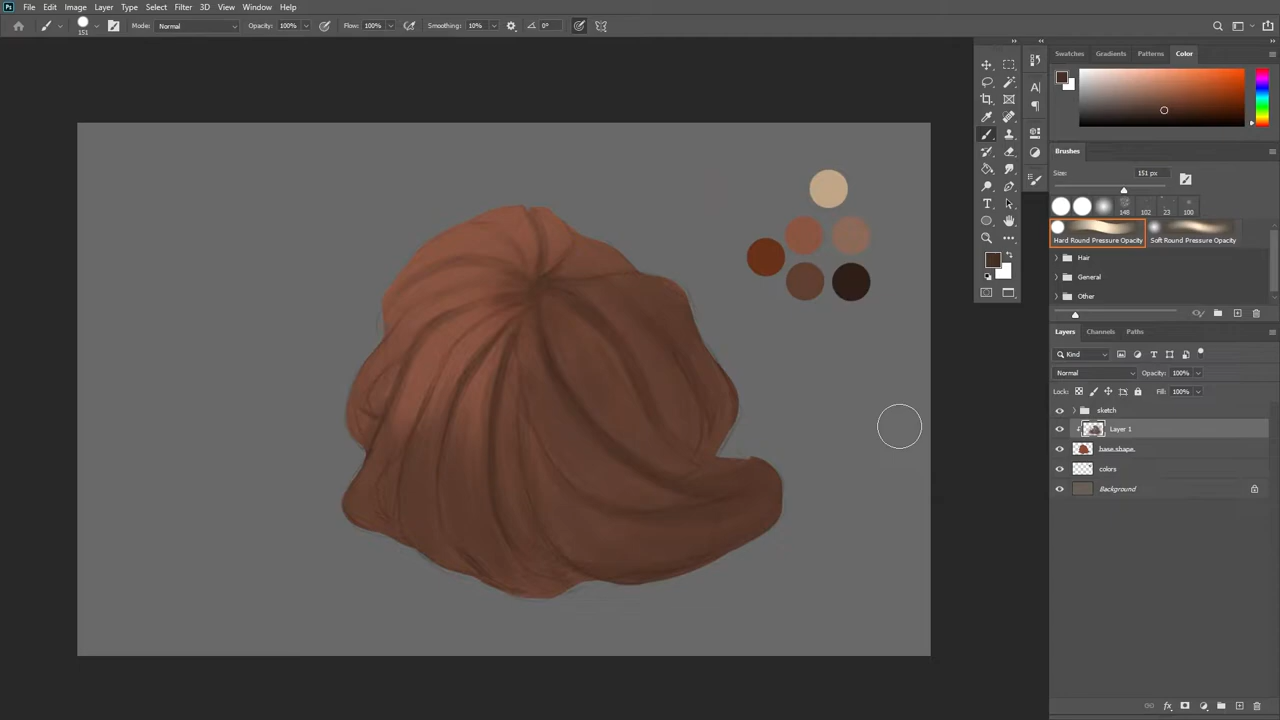 Ps File Edit Image Layer Type Select Filter 3D View Window Help
151 Mode: Normal Opacity: 100% Flow: 100% Smoothing: 10% 0°
Swatches Gradients Patterns Color
Brushes
Size: 151 px
148 102 23 100
Hard Round Pressure Opacity Soft Round Pressure Opacity
Hair
General
Other
Layers Channels Paths
Kind
Normal Opacity: 100%
Lock: Fill: 100%
sketch
Layer 1
base shape
colors
Background